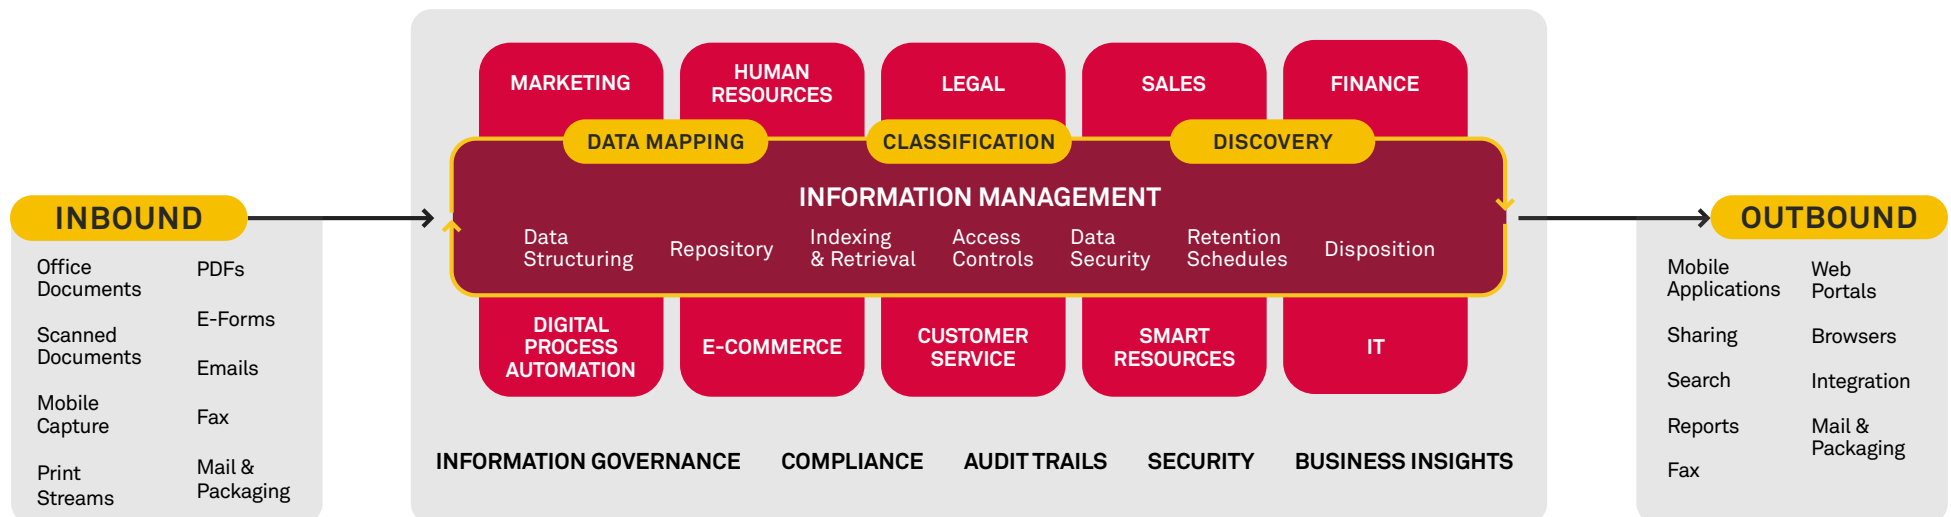 INBOUND
Office
Documents
Scanned
Documents
Mobile
Capture
Print
Streams
PDFs
E-Forms
Emails
Fax
Mail &
Packaging
MARKETING
HUMAN
RESOURCES
LEGAL
SALES
FINANCE
DATA MAPPING
CLASSIFICATION
DISCOVERY
INFORMATION MANAGEMENT
Data
Structuring
Repository
Indexing
& Retrieval
Access
Controls
Data
Security
Retention
Schedules
Disposition
DIGITAL
PROCESS
AUTOMATION
E-COMMERCE
CUSTOMER
SERVICE
SMART
RESOURCES
IT
INFORMATION GOVERNANCE
COMPLIANCE
AUDIT TRAILS
SECURITY
BUSINESS INSIGHTS
OUTBOUND
Mobile
Applications
Sharing
Search
Reports
Fax
Web
Portals
Browsers
Integration
Mail &
Packaging